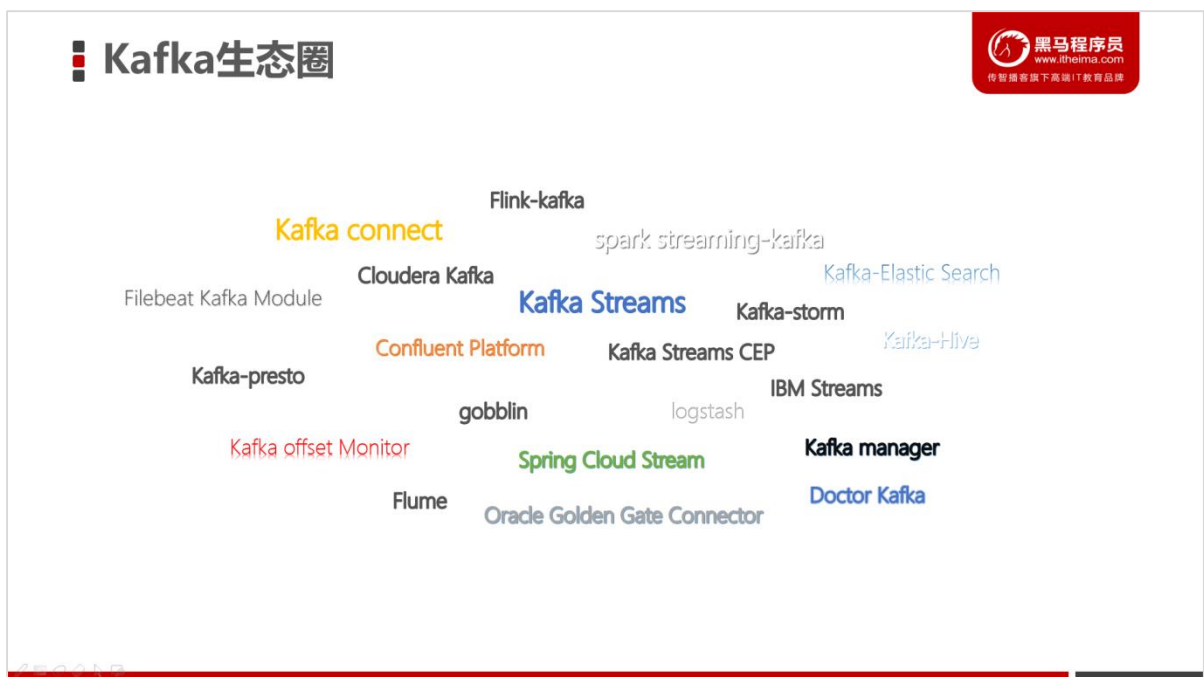 Kafka生态圈
黑马程序员
www.itheima.com
传智播客旗下高端IT教育品牌
Flink-kafka
Kafka connect
spark streaming-kafka
Cloudera Kafka
Kafka-Elastic Search
Filebeat Kafka Module
Kafka Streams
Kafka-storm
Kafka-Hive
Confluent Platform
Kafka Streams CEP
Kafka-presto
IBM Streams
gobblin
logstash
Kafka offset Monitor
Spring Cloud Stream
Kafka manager
Flume
Doctor Kafka
Oracle Golden Gate Connector